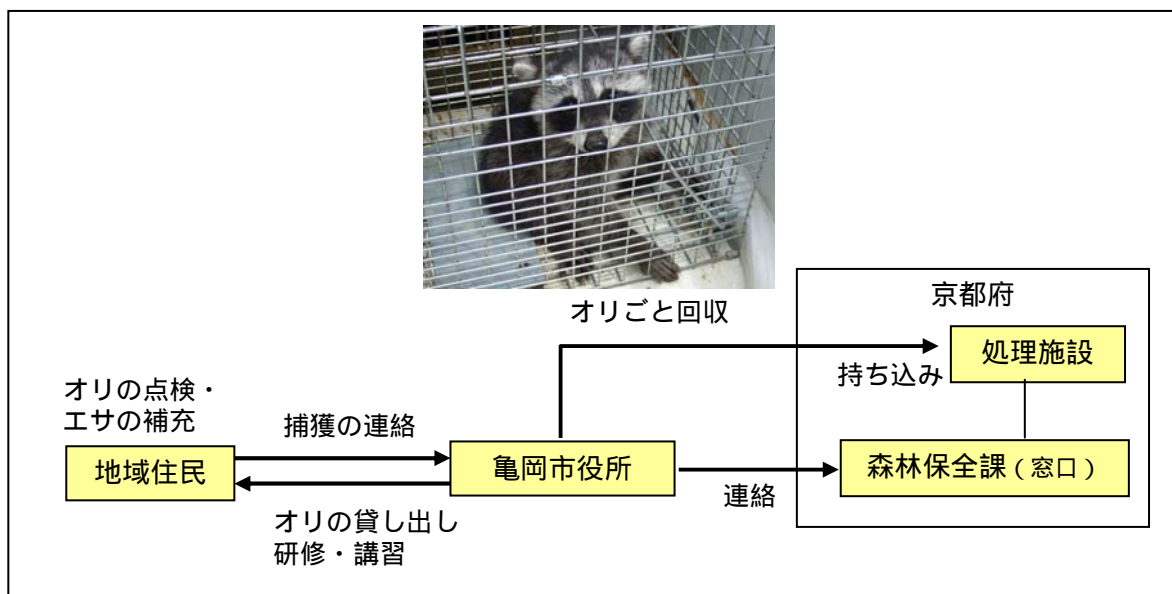 オリごと回収
京都府
処理施設
持ち込み
オリの点検・
エサの補充
捕獲の連絡
地域住民
亀岡市役所
森林保全課（窓口）
連絡
オリの貸し出し
研修・講習